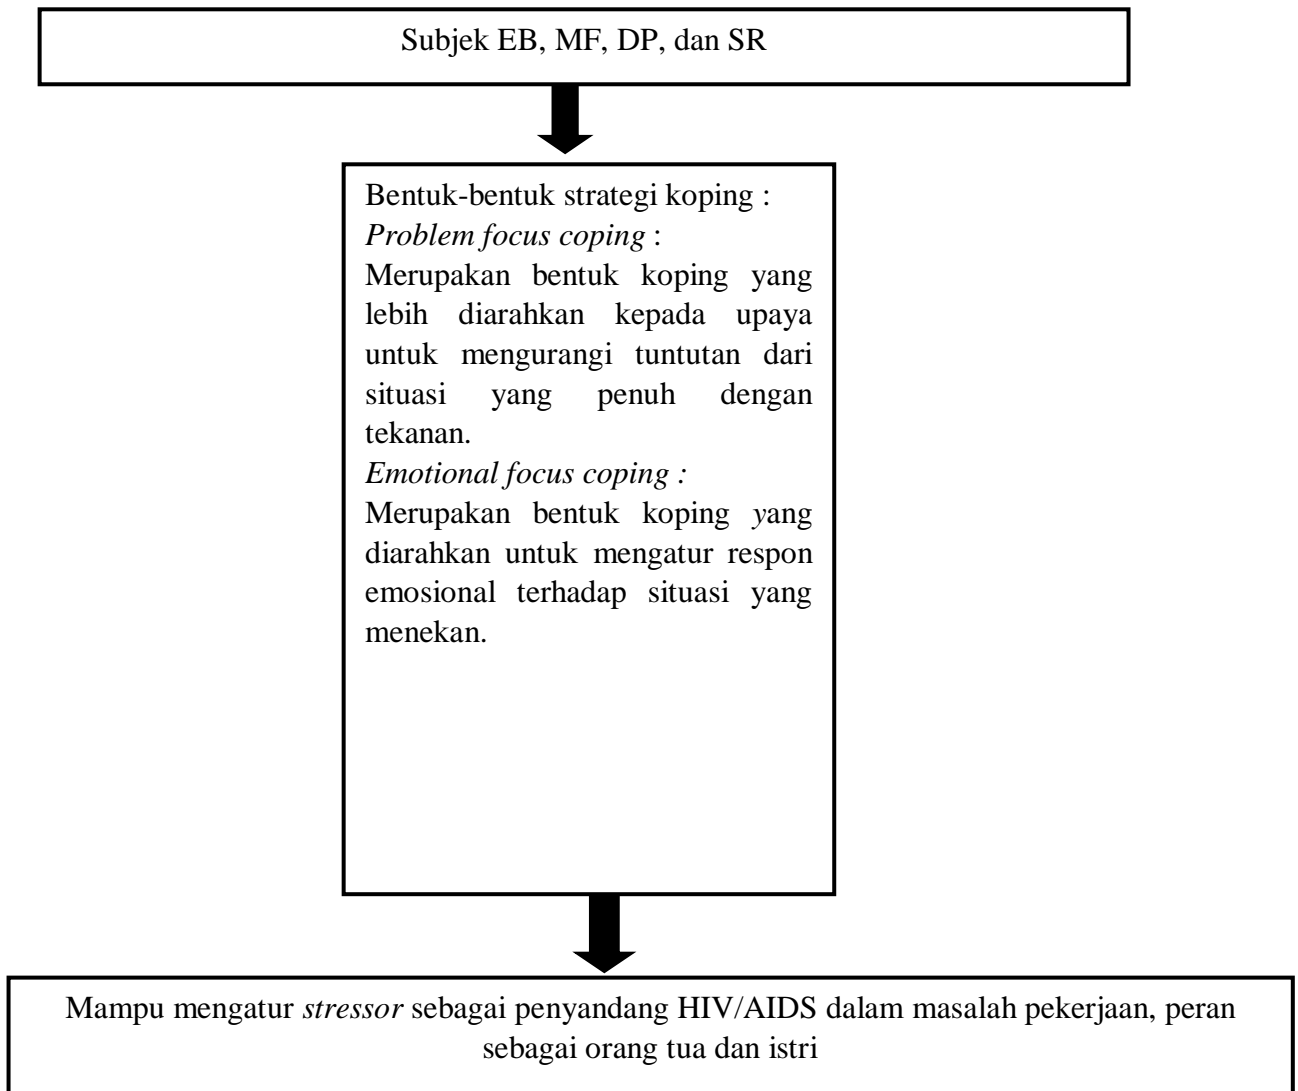 Subjek EB, MF, DP, dan SR
Bentuk-bentuk strategi koping :
Problem focus coping :
Merupakan bentuk koping yang
lebih diarahkan kepada upaya
untuk mengurangi tuntutan dari
situasi yang penuh dengan
tekanan.
Emotional focus coping :
Merupakan bentuk koping yang
diarahkan untuk mengatur respon
emosional terhadap situasi yang
menekan.
Mampu mengatur stressor sebagai penyandang HIV/AIDS dalam masalah pekerjaan, peran
sebagai orang tua dan istri